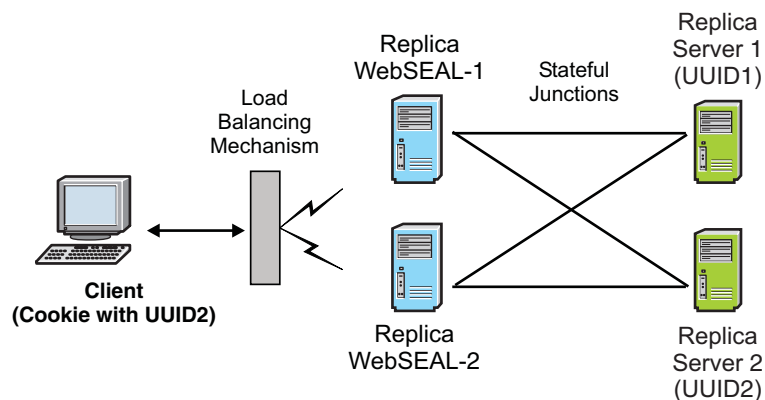 Replica
WebSEAL-1
Stateful
Junctions
Replica
Server 1
(UUID1)
Load
Balancing
Mechanism
Client
(Cookie with UUID2)
Replica
WebSEAL-2
Replica
Server 2
(UUID2)